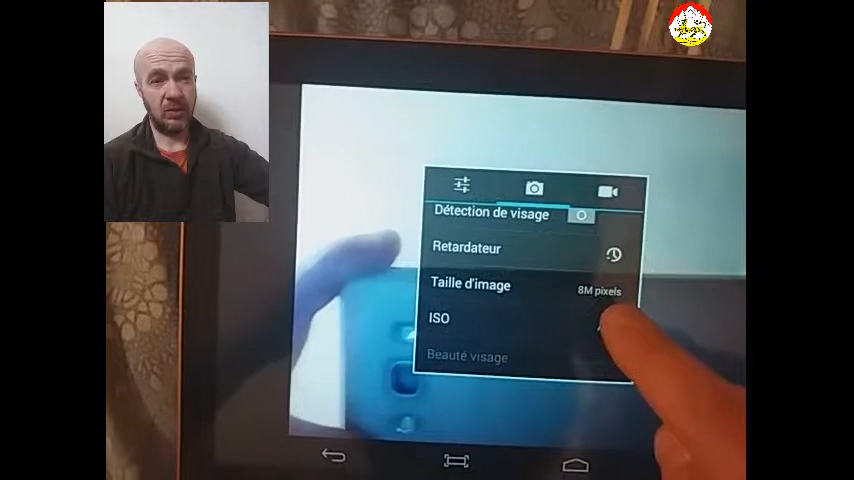 Détection de visage
Retardateur
Taille d'image 8M pixels
ISO
Beauté visage